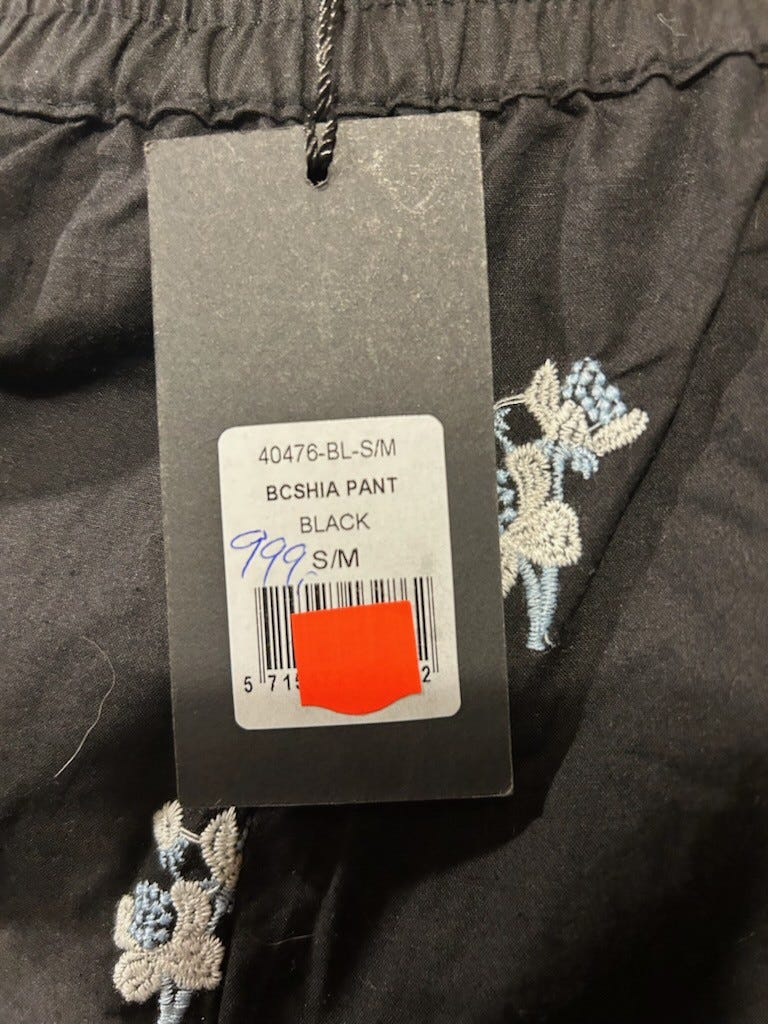 40476-BL-S/M
BCSHIA PANT
BLACK
999,
S/M
5 715 2